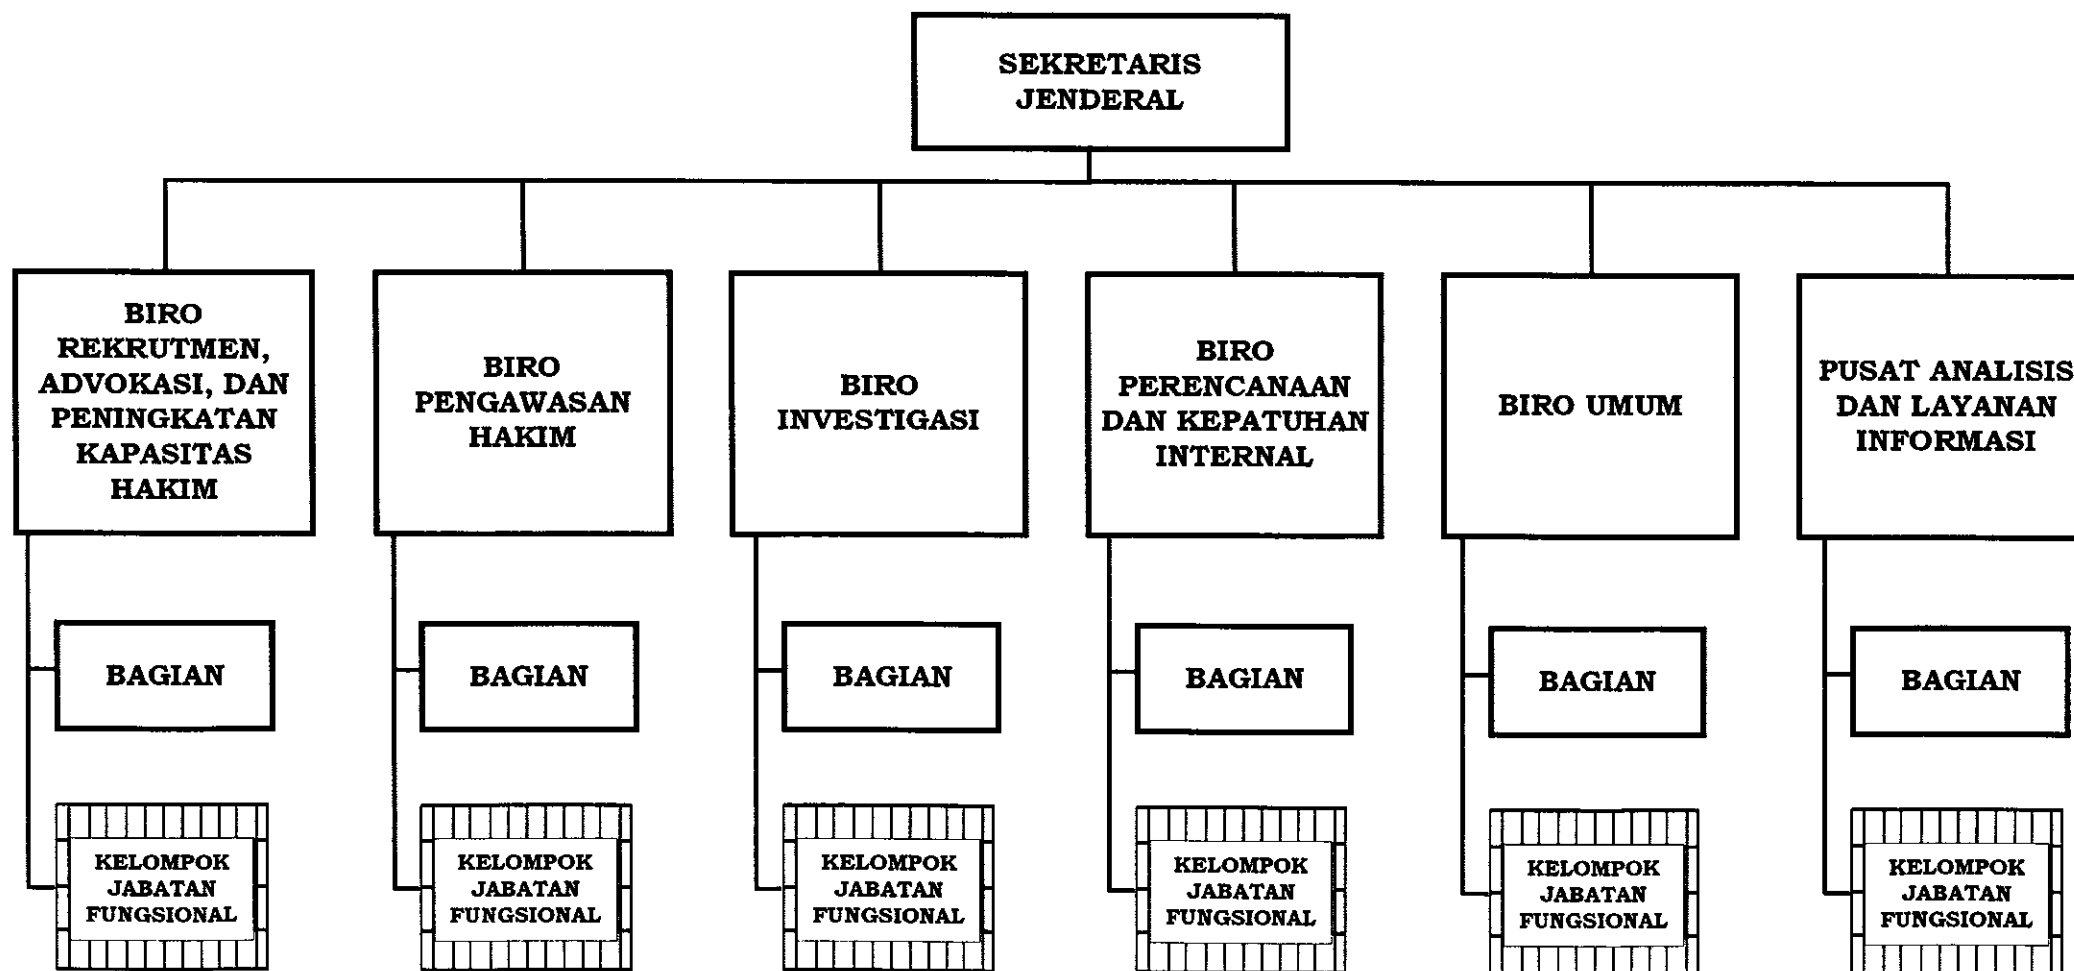 SEKRETARIS
JENDERAL
BIRO
REKRUTMEN,
ADVOKASI, DAN
PENINGKATAN
KAPASITAS
HAKIM
BIRO
PENGAWASAN
HAKIM
BIRO
INVESTIGASI
BIRO
PERENCANAAN
DAN KEPATUHAN
INTERNAL
BIRO UMUM
PUSAT ANALISIS
DAN LAYANAN
INFORMASI
BAGIAN
BAGIAN
BAGIAN
BAGIAN
BAGIAN
BAGIAN
KELOMPOK
JABATAN
FUNGSIONAL
KELOMPOK
JABATAN
FUNGSIONAL
KELOMPOK
JABATAN
FUNGSIONAL
KELOMPOK
JABATAN
FUNGSIONAL
KELOMPOK
JABATAN
FUNGSIONAL
KELOMPOK
JABATAN
FUNGSIONAL